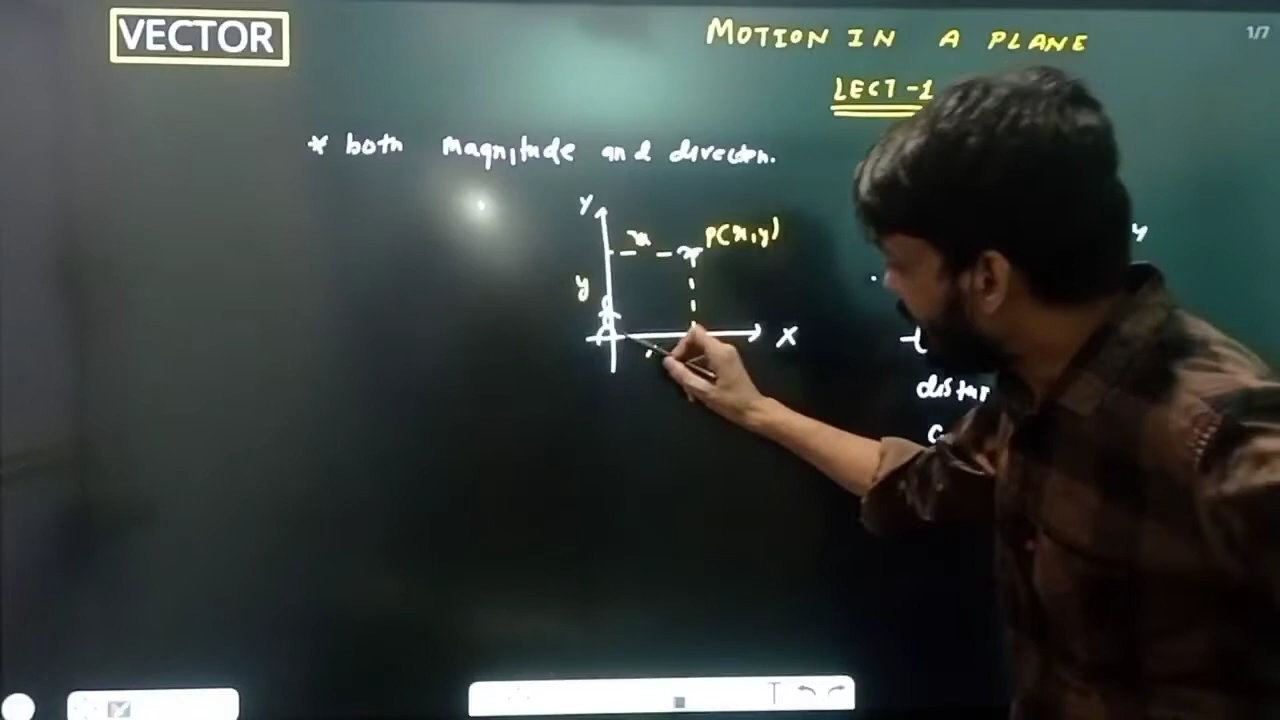 VECTOR
MOTION IN A PLANE
1/7
LECT-1
* both magnitude and direction.
Y
x
P(x,y)
y
y
X